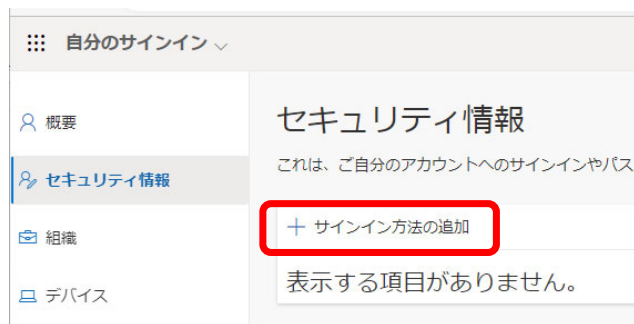 自分のサインイン
概要
セキュリティ情報
組織
デバイス
セキュリティ情報
これは、ご自分のアカウントへのサインインやパス
+ サインイン方法の追加
表示する項目がありません。